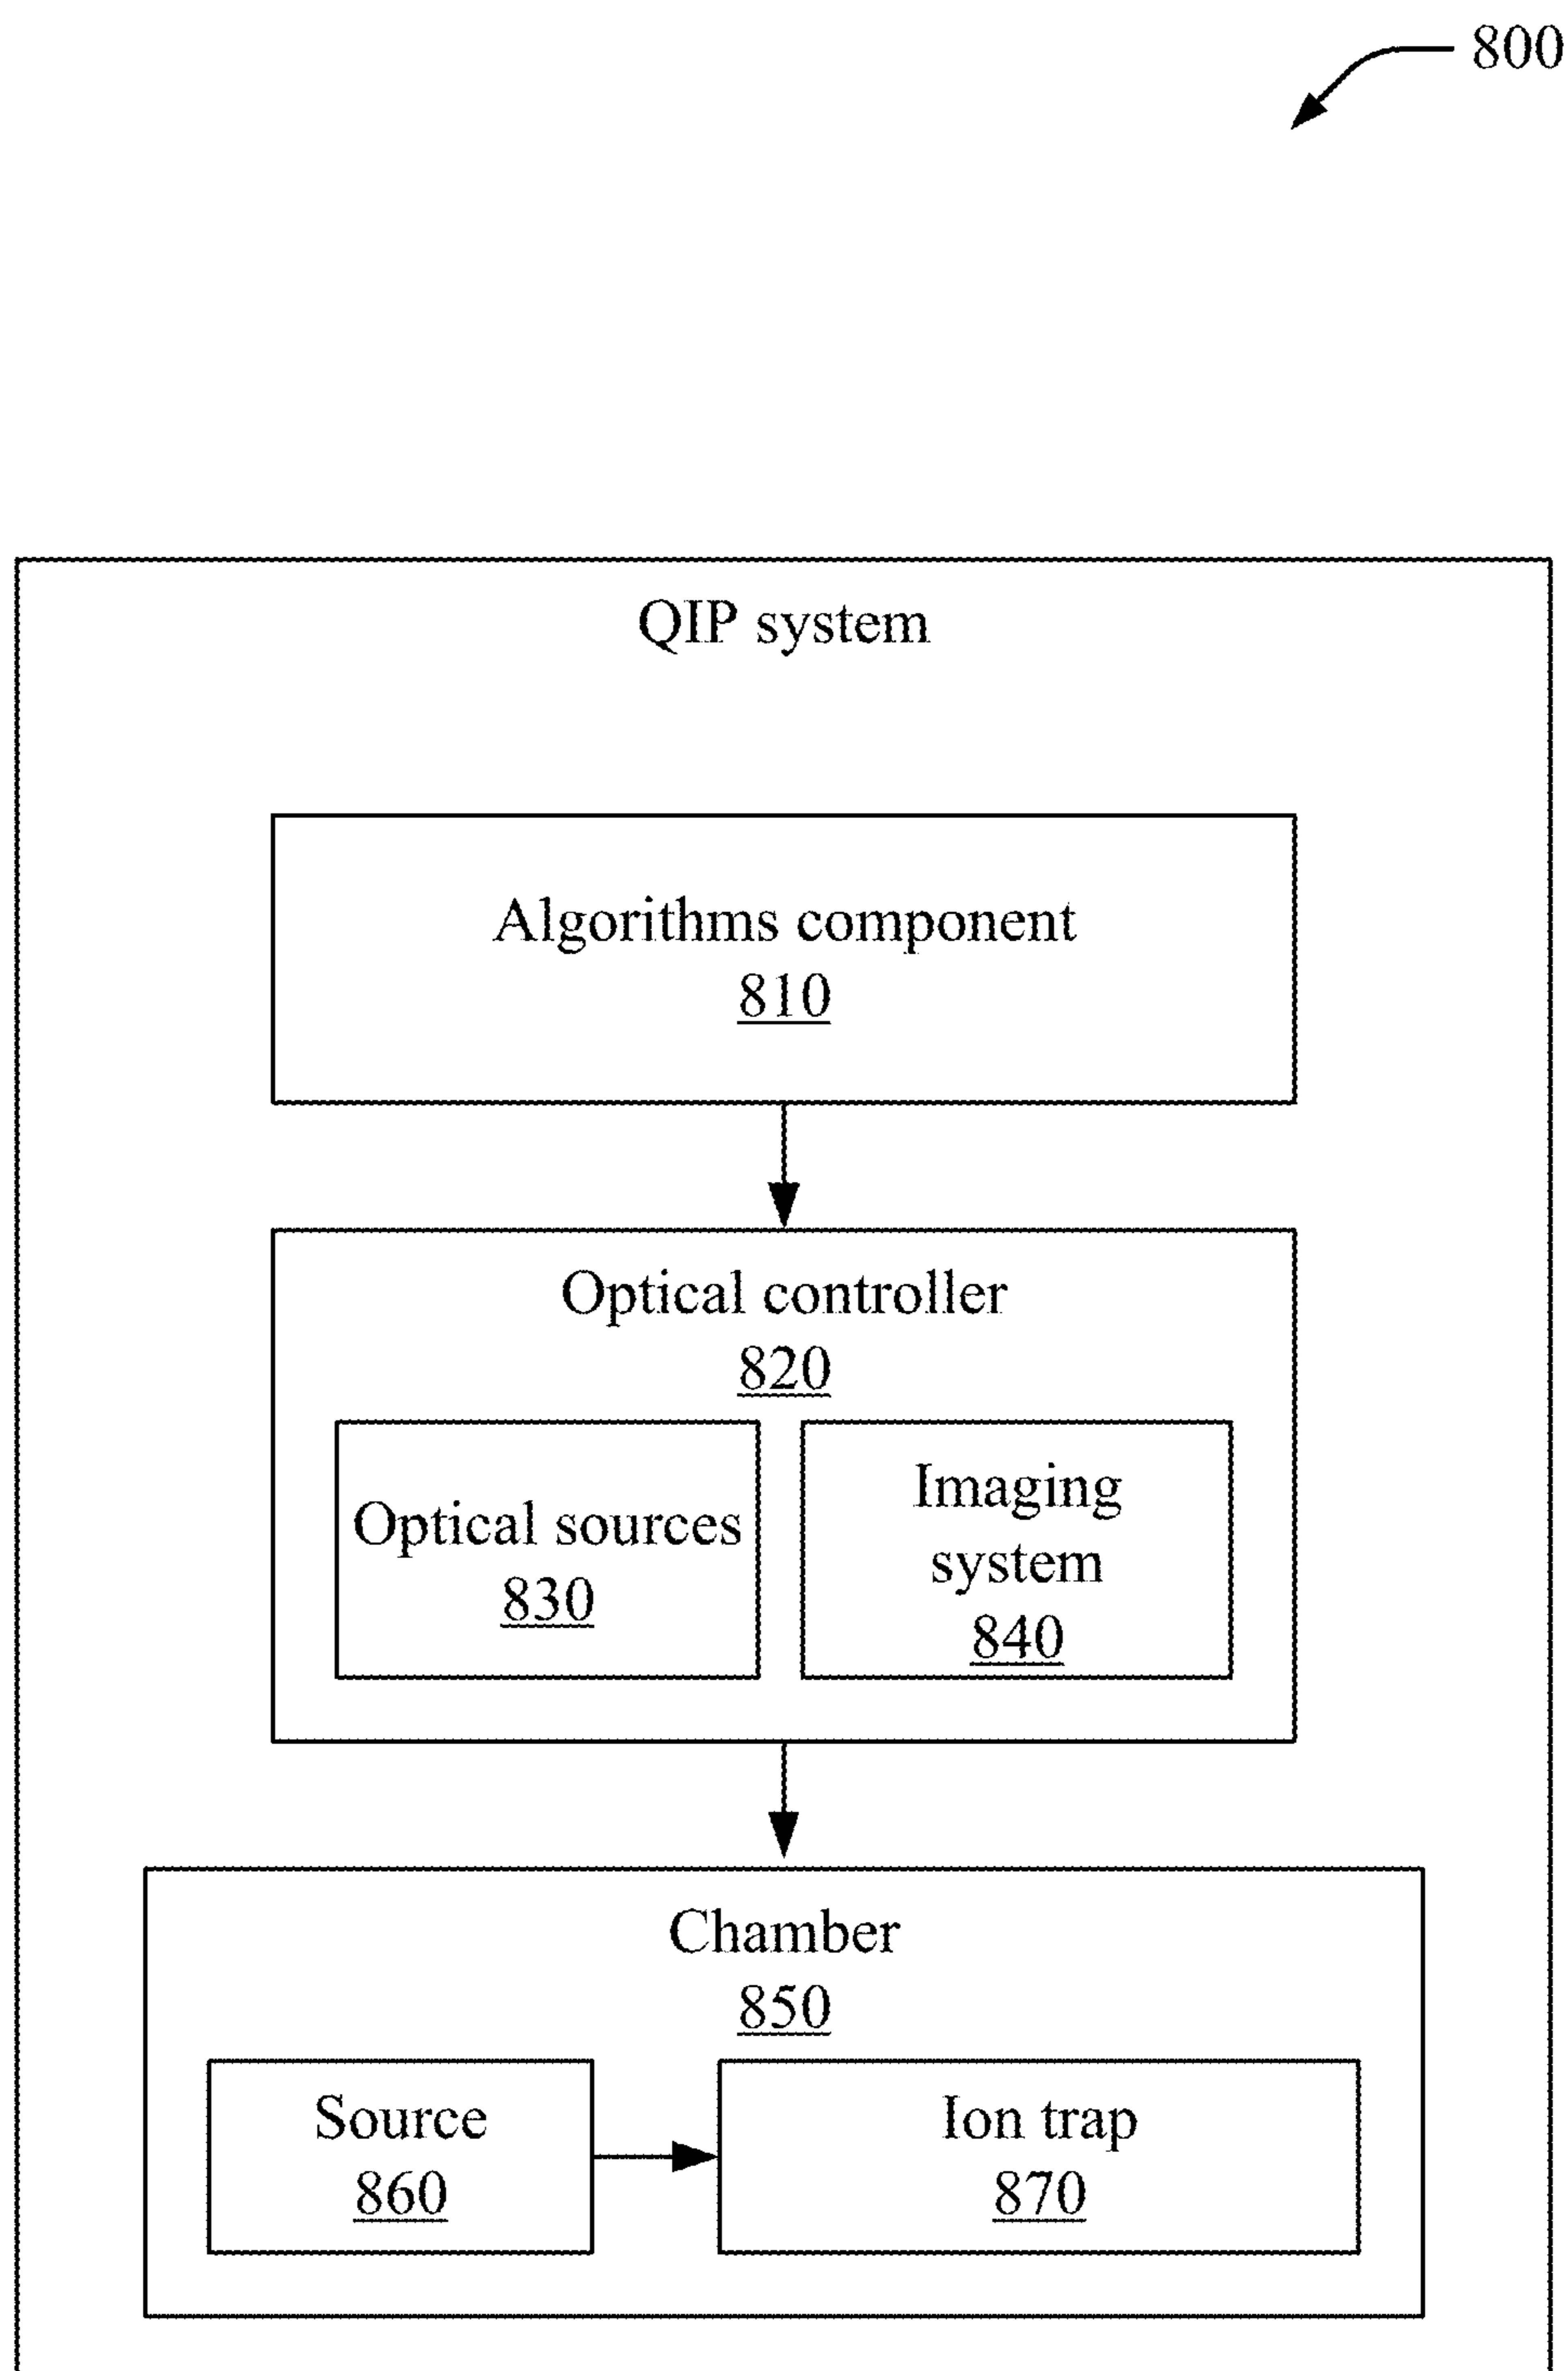 800
QIP system
Algorithms component
810
Optical controller
820
Optical sources
830
Imaging
system
840
Chamber
850
Source
860
Ion trap
870